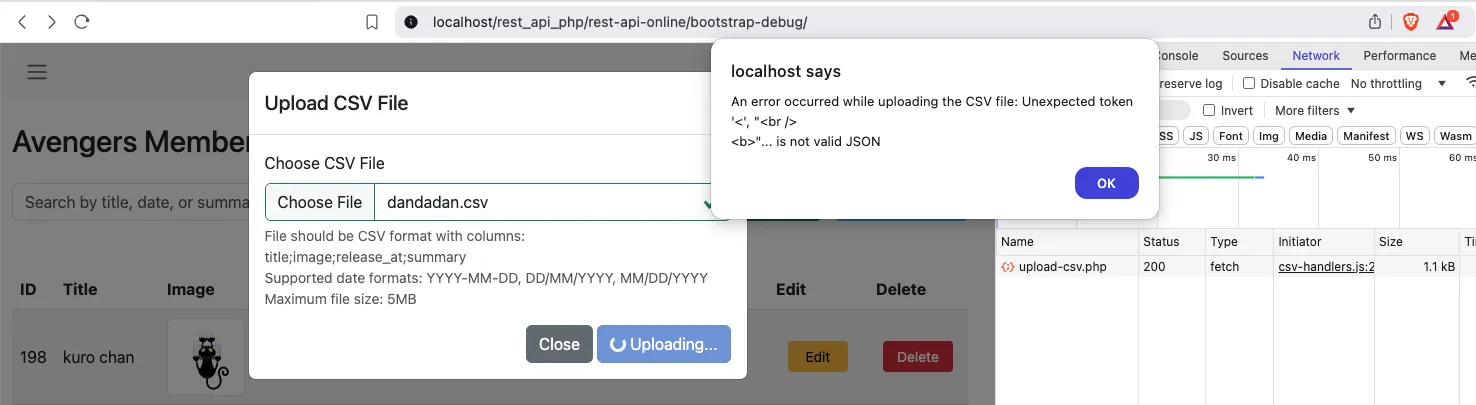 localhost/rest_api_php/rest-api-online/bootstrap-debug/
1
localhost says
An error occurred while uploading the CSV file: Unexpected token
'<', "<br />
<b>"... is not valid JSON
OK
Upload CSV File
Choose CSV File
Choose File dandadan.csv
File should be CSV format with columns:
title;image;release_at;summary
Supported date formats: YYYY-MM-DD, DD/MM/YYYY, MM/DD/YYYY
Maximum file size: 5MB
Close Uploading...
Avengers Membe
Search by title, date, or summa
ID Title Image Edit Delete
198 kuro chan Edit Delete
onsole Sources Network Performance Me
reserve log Disable cache No throttling
Invert More filters
SS JS Font Img Media Manifest WS Wasm
30 ms 40 ms 50 ms 60 ms
Name Status Type Initiator Size Ti
upload-csv.php 200 fetch csv-handlers.js:2 1.1 kB